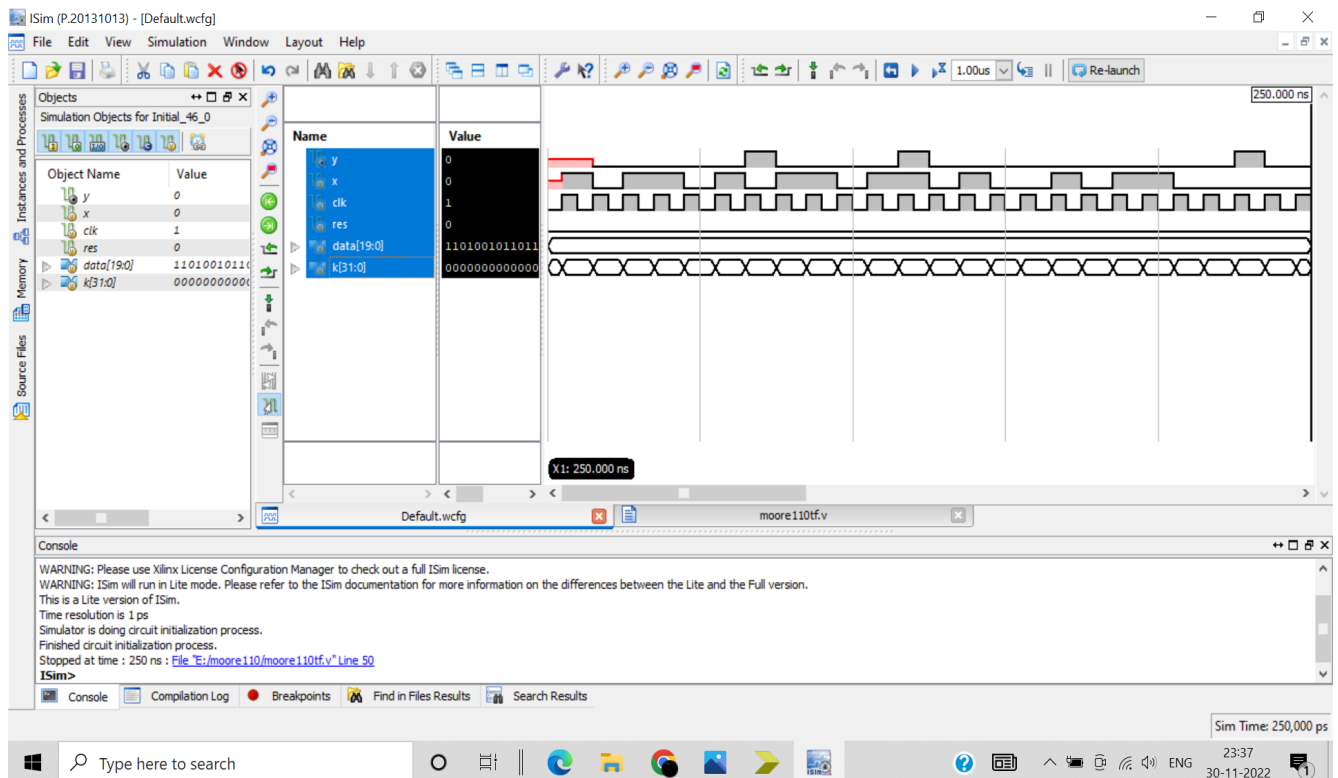 ISim (P.20131013) - [Default.wcfg]
File Edit View Simulation Window Layout Help
1.00us
Re-launch
Instances and Processes
Memory
Source Files
Objects
Simulation Objects for Initial_46_0
Object Name Value
y 0
x 0
clk 1
res 0
data[19:0] 1101001011(
k[31:0] 0000000000(
Name Value
y 0
x 0
clk 1
res 0
data[19:0] 1101001011011
k[31:0] 0000000000000
250.000 ns
X1: 250.000 ns
Default.wcfg
moore110tf.v
Console
WARNING: Please use Xilinx License Configuration Manager to check out a full ISim license.
WARNING: ISim will run in Lite mode. Please refer to the ISim documentation for more information on the differences between the Lite and the Full version.
This is a Lite version of ISim.
Time resolution is 1 ps
Simulator is doing circuit initialization process.
Finished circuit initialization process.
Stopped at time : 250 ns : File "E:/moore110/moore110tf.v" Line 50
ISim>
Console Compilation Log Breakpoints Find in Files Results Search Results
Sim Time: 250,000 ps
Type here to search
ENG
23:37
30-11-2022
1